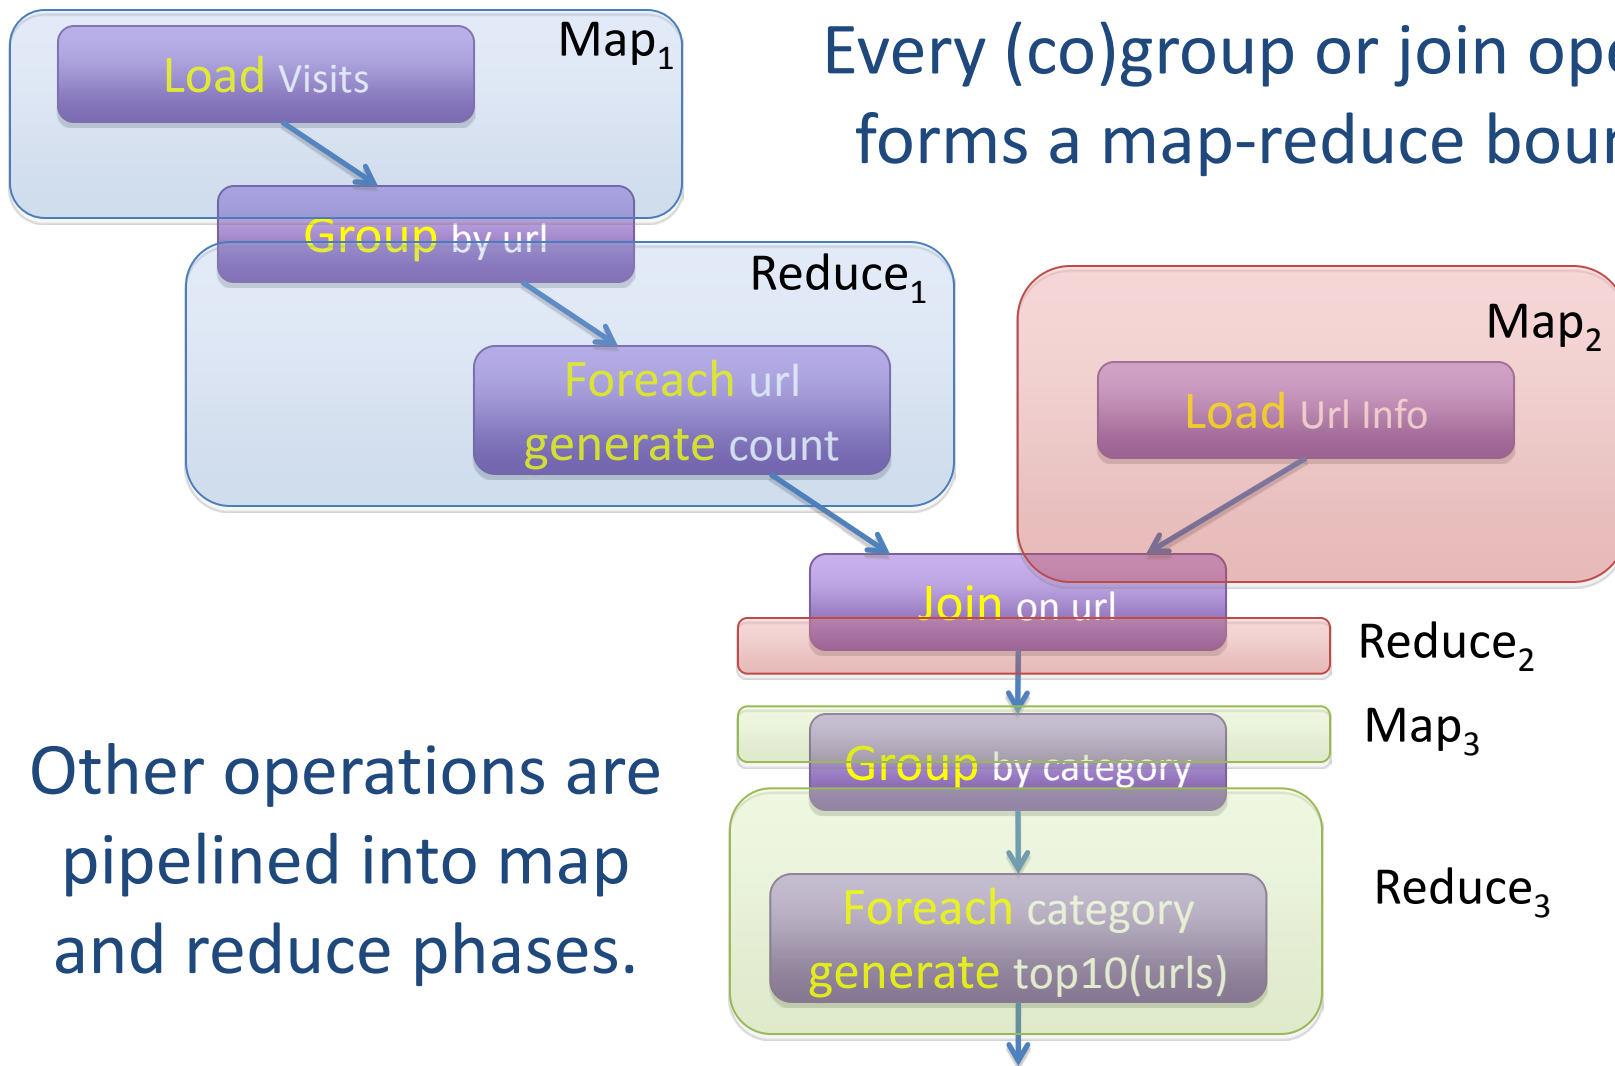 Map1
Load Visits
Every (co)group or join
forms a map-reduce
Group by url
Reduce1
Map2
Foreach url
generate count
Load Url Info
Join on url
Reduce2
Map3
Group by category
Other operations are
pipelined into map
and reduce phases.
Reduce3
Foreach category
generate top10(urls)